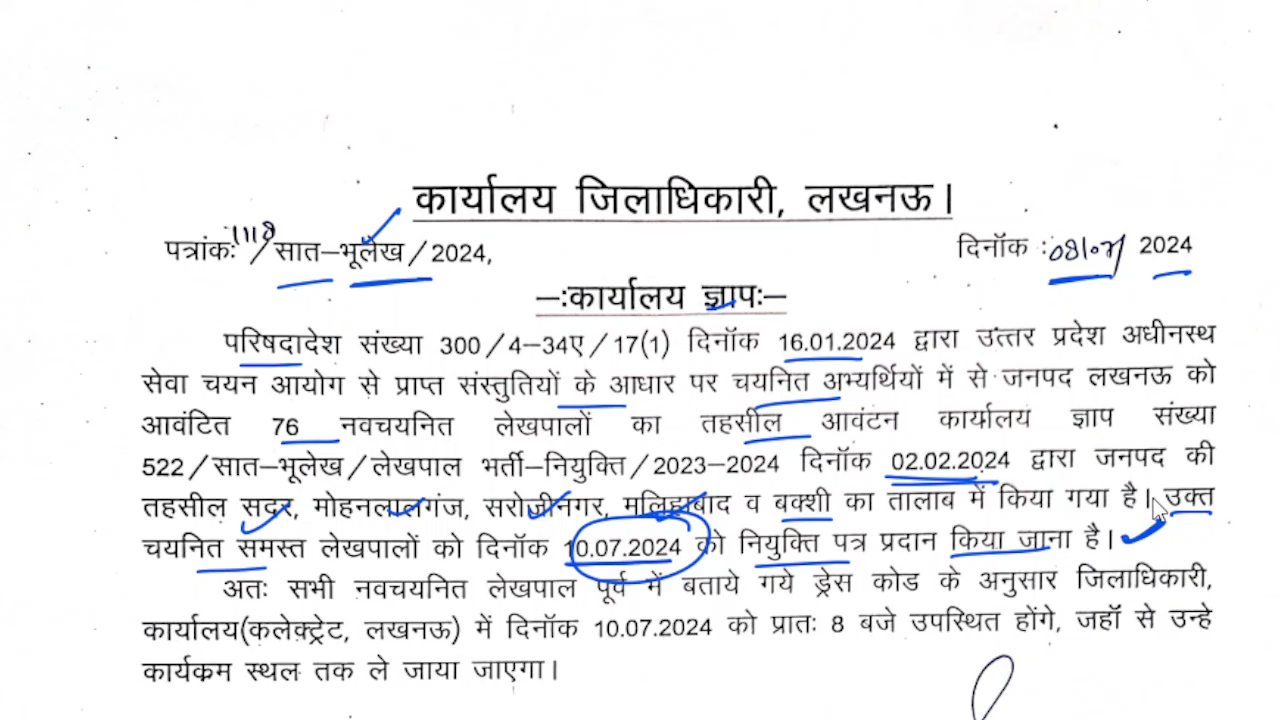 कार्यालय जिलाधिकारी, लखनऊ।
पत्रांकः 1118/सात–भूलेख/2024, दिनॉक :08/07/ 2024
–:कार्यालय ज्ञापः–
परिषदादेश संख्या 300/4–34ए/17(1) दिनॉक 16.01.2024 द्वारा उत्तर प्रदेश अधीनस्थ
सेवा चयन आयोग से प्राप्त संस्तुतियों के आधार पर चयनित अभ्यर्थियों में से जनपद लखनऊ को
आवंटित 76 नवचयनित लेखपालों का तहसील आवंटन कार्यालय ज्ञाप संख्या
522/सात–भूलेख/लेखपाल भर्ती–नियुक्ति/2023–2024 दिनॉक 02.02.2024 द्वारा जनपद की
तहसील सदर, मोहनलालगंज, सरोजीनगर, मलिहाबाद व बक्शी का तालाब में किया गया है। उक्त
चयनित समस्त लेखपालों को दिनॉक 10.07.2024 को नियुक्ति पत्र प्रदान किया जाना है।
अतः सभी नवचयनित लेखपाल पूर्व में बताये गये ड्रेस कोड के अनुसार जिलाधिकारी,
कार्यालय(कलेक्ट्रेट, लखनऊ) में दिनॉक 10.07.2024 को प्रातः 8 बजे उपस्थित होंगे, जहॉ से उन्हे
कार्यकम स्थल तक ले जाया जाएगा।